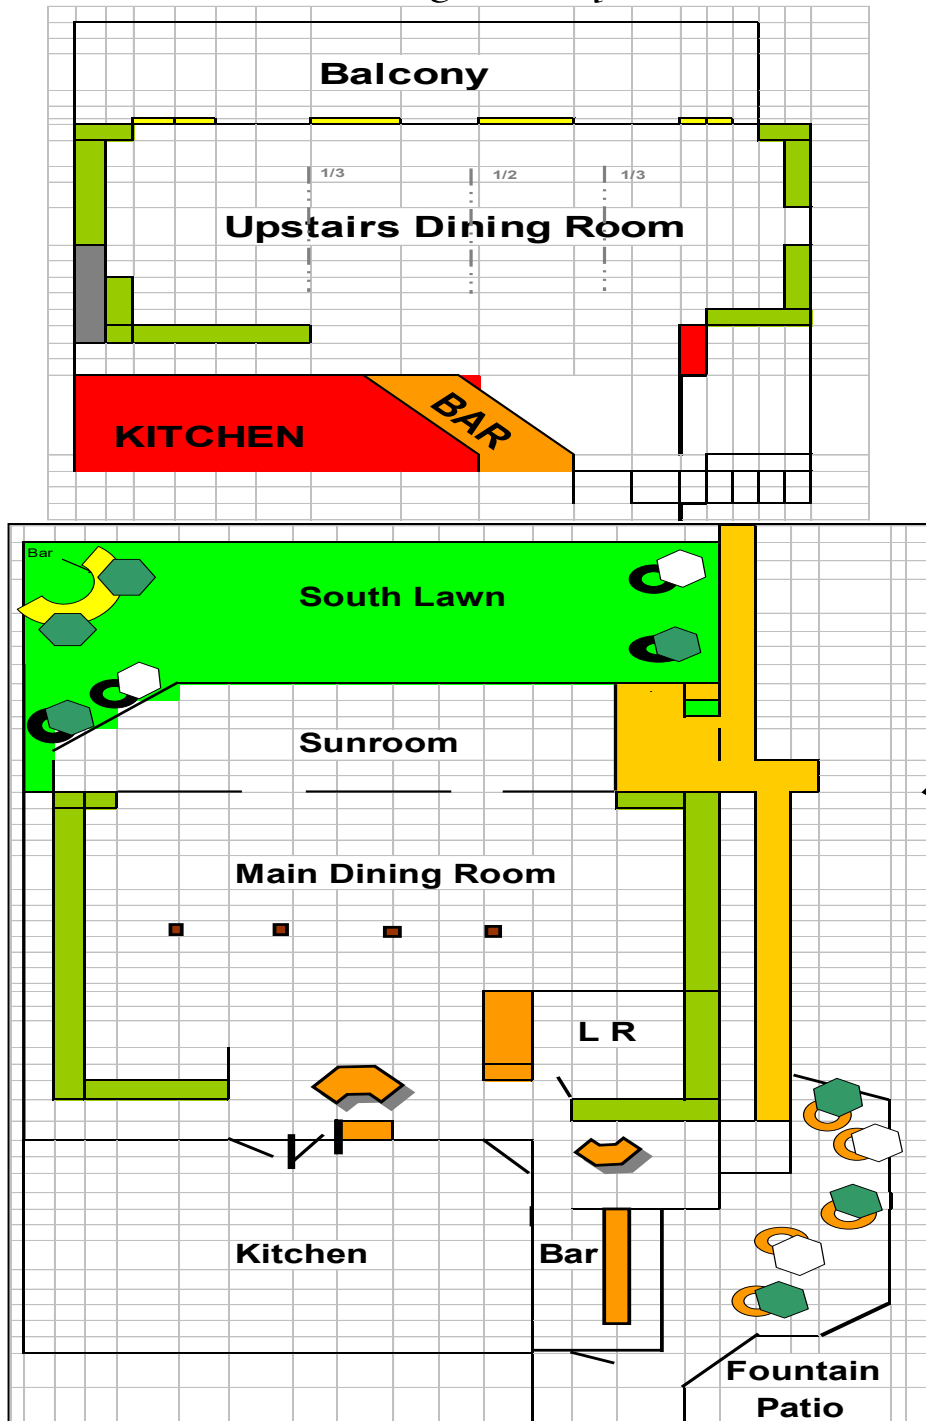 Balcony
1/3
1/2
1/3
Upstairs Dining Room
BAR
KITCHEN
Bar
South Lawn
Sunroom
Main Dining Room
L R
Kitchen
Bar
Fountain
Patio